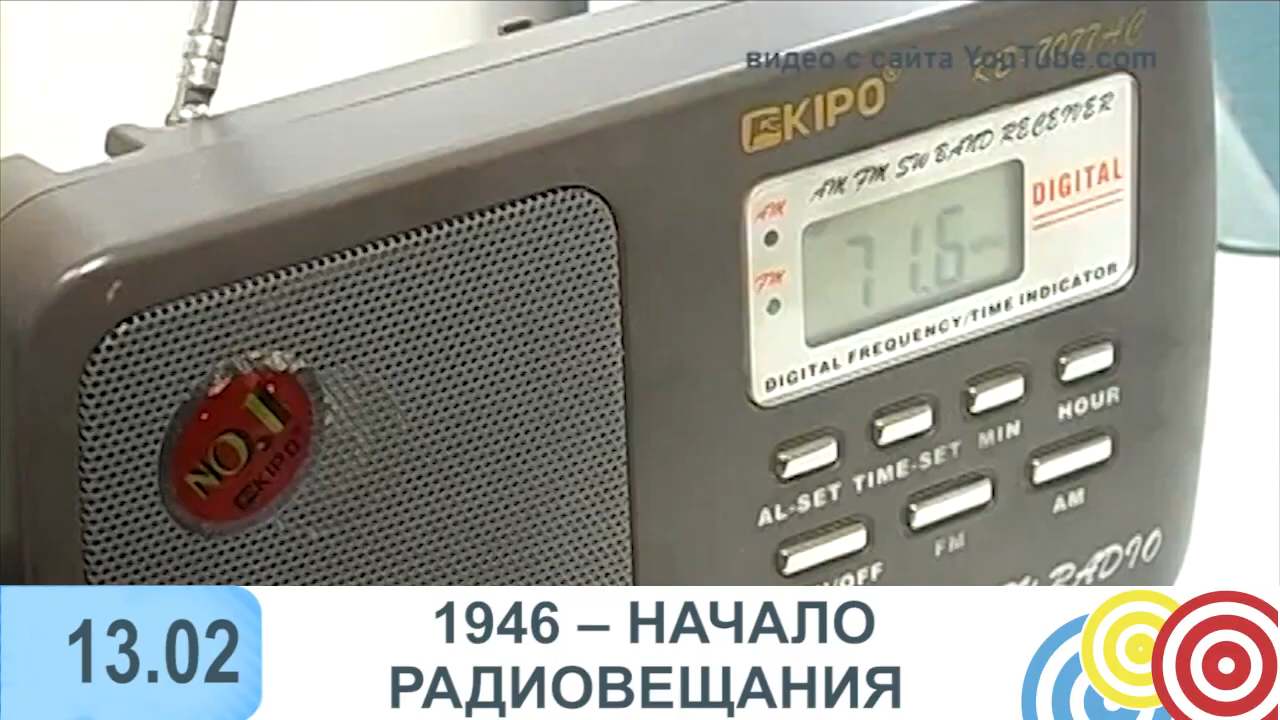 видео с сайта YouTube.com
KIPO
AM FM SW BAND RECEIVER
AM
DIGITAL
71.6
FM
DIGITAL FREQUENCY/TIME INDICATOR
NO.1
KIPO
AL-SET TIME-SET MIN HOUR
FM AM
RADIO
13.02
1946 – НАЧАЛО
РАДИОВЕЩАНИЯ